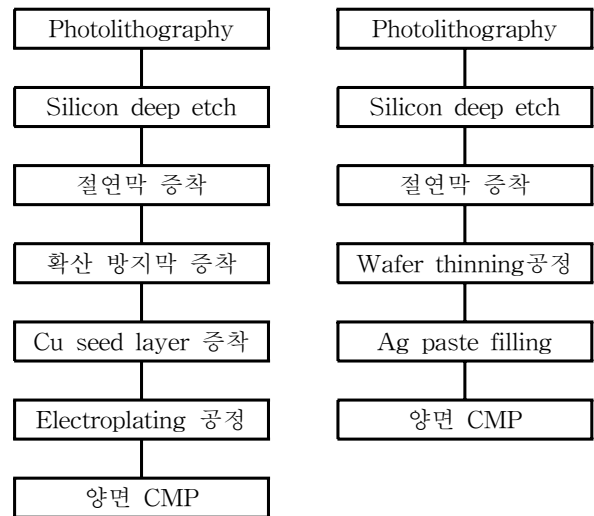 Photolithography
Silicon deep etch
절연막 증착
확산 방지막 증착
Cu seed layer 증착
Electroplating 공정
양면 CMP
Photolithography
Silicon deep etch
절연막 증착
Wafer thinning공정
Ag paste filling
양면 CMP